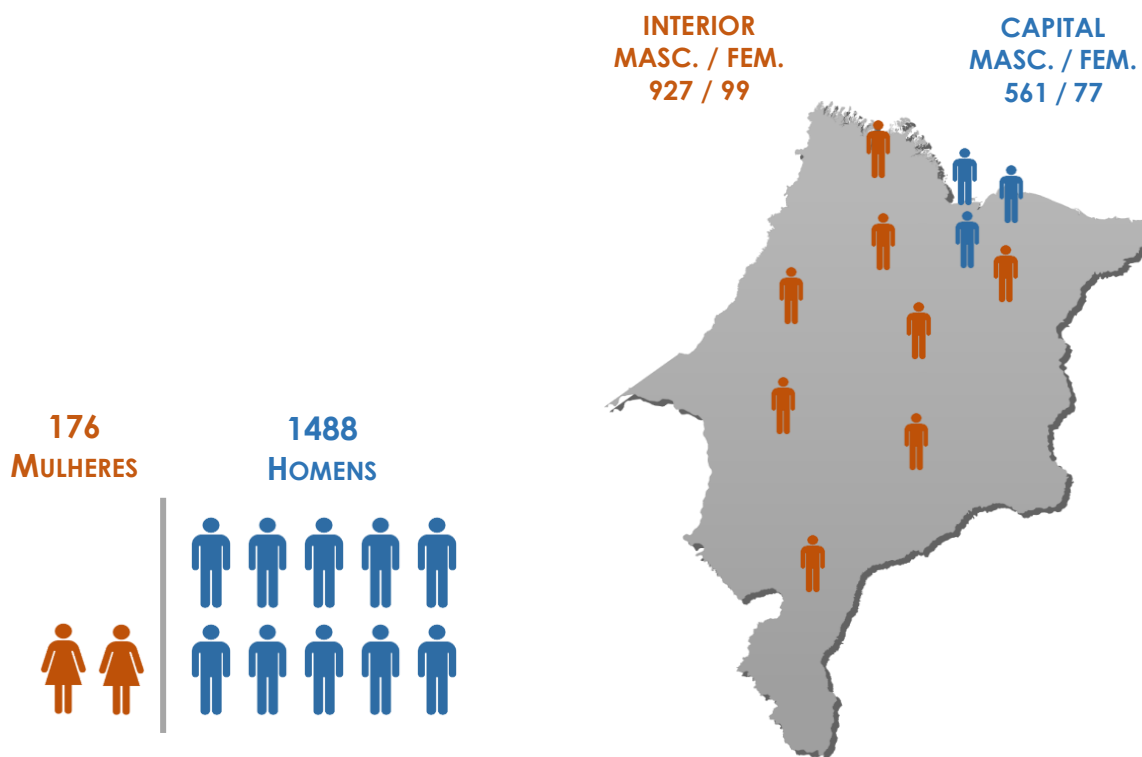 INTERIOR
MASC. / FEM.
927 / 99
CAPITAL
MASC. / FEM.
561 / 77
176
MULHERES
1488
HOMENS